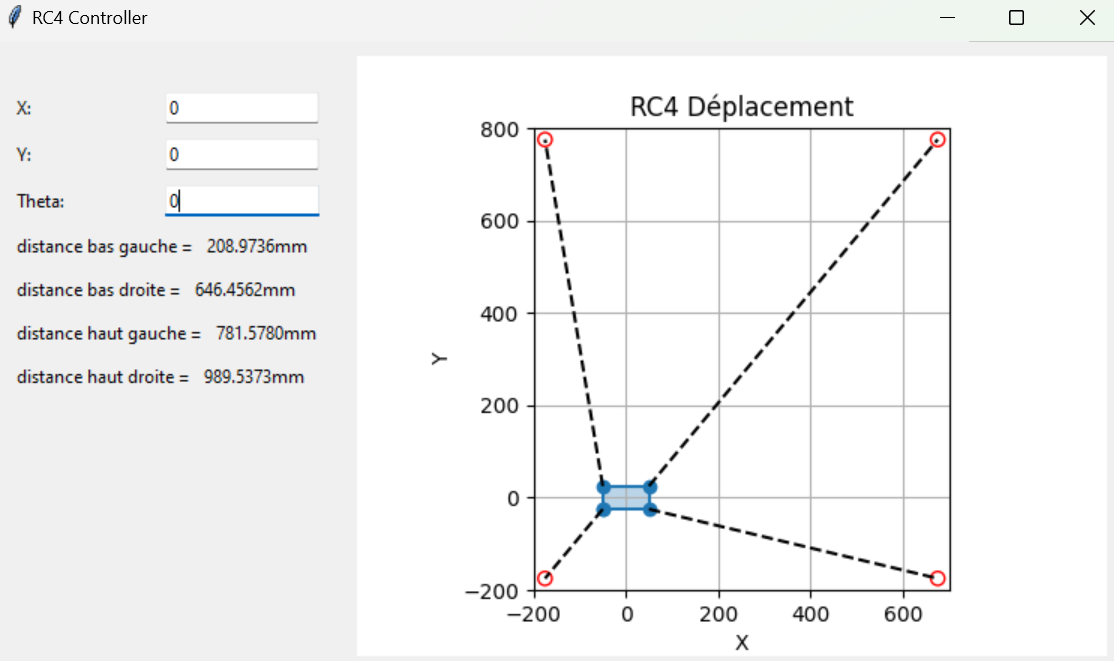 RC4 Controller
X: 0
Y: 0
Theta: 0
distance bas gauche = 208.9736mm
distance bas droite = 646.4562mm
distance haut gauche = 781.5780mm
distance haut droite = 989.5373mm
RC4 Déplacement
800
600
400
200
0
−200
Y
−200 0 200 400 600
X